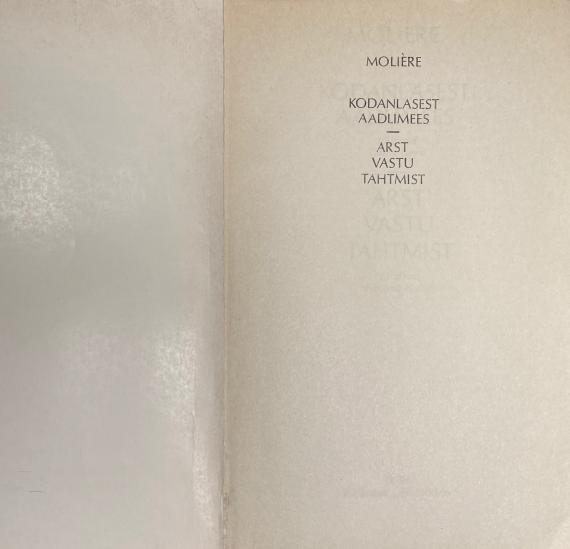 MOLIÈRE
KODANLASEST
AADLIMEES
—
ARST
VASTU
TAHTMIST